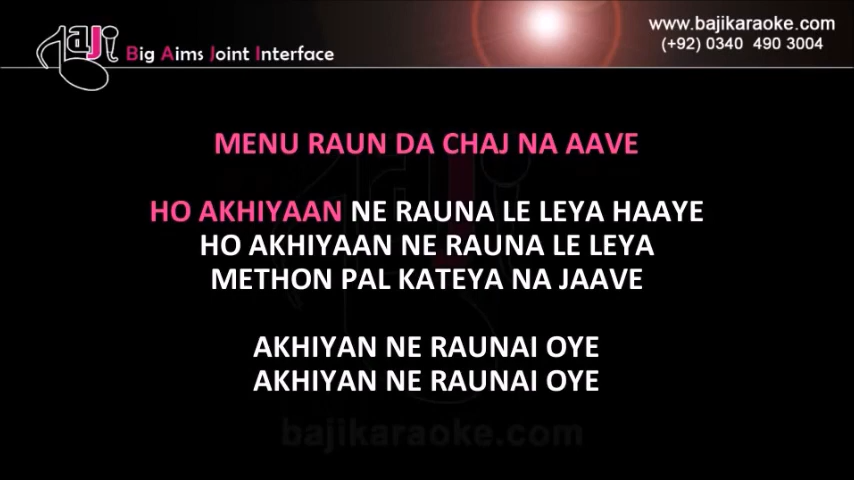 BAJI
Big Aims Joint Interface
www.bajikaraoke.com
(+92) 0340 490 3004
MENU RAUN DA CHAJ NA AAVE
HO AKHIYAAN NE RAUNA LE LEYA HAAYE
HO AKHIYAAN NE RAUNA LE LEYA
METHON PAL KATEYA NA JAAVE
AKHIYAN NE RAUNAI OYE
AKHIYAN NE RAUNAI OYE
bajikaraoke.com